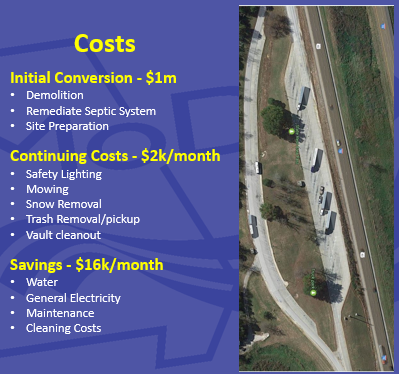 Costs
Initial Conversion - $1m
• Demolition
• Remediate Septic System
• Site Preparation
Continuing Costs - $2k/month
• Safety Lighting
• Mowing
• Snow Removal
• Trash Removal/pickup
• Vault cleanout
Savings - $16k/month
• Water
• General Electricity
• Maintenance
• Cleaning Costs